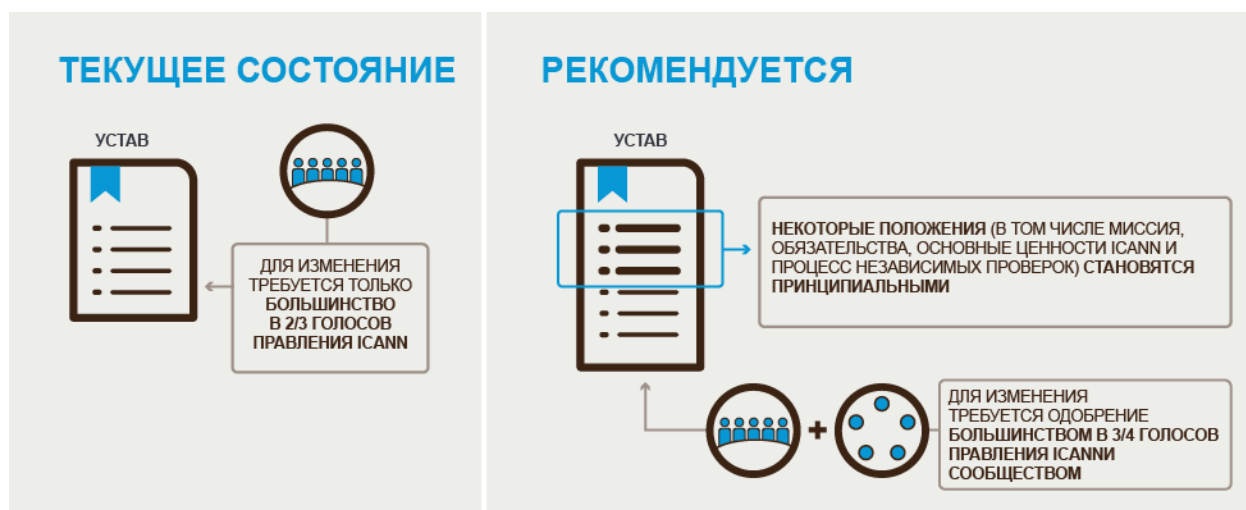 ТЕКУЩЕЕ СОСТОЯНИЕ
УСТАВ
ДЛЯ ИЗМЕНЕНИЯ
ТРЕБУЕТСЯ ТОЛЬКО
БОЛЬШИНСТВО
В 2/3 ГОЛОСОВ
ПРАВЛЕНИЯ ICANN
РЕКОМЕНДУЕТСЯ
УСТАВ
НЕКОТОРЫЕ ПОЛОЖЕНИЯ (В ТОМ ЧИСЛЕ МИССИЯ,
ОБЯЗАТЕЛЬСТВА, ОСНОВНЫЕ ЦЕННОСТИ ICANN И
ПРОЦЕСС НЕЗАВИСИМЫХ ПРОВЕРОК) СТАНОВЯТСЯ
ПРИНЦИПИАЛЬНЫМИ
+
ДЛЯ ИЗМЕНЕНИЯ
ТРЕБУЕТСЯ ОДОБРЕНИЕ
БОЛЬШИНСТВОМ В 3/4 ГОЛОСОВ
ПРАВЛЕНИЯ ICANNИ
СООБЩЕСТВОМ